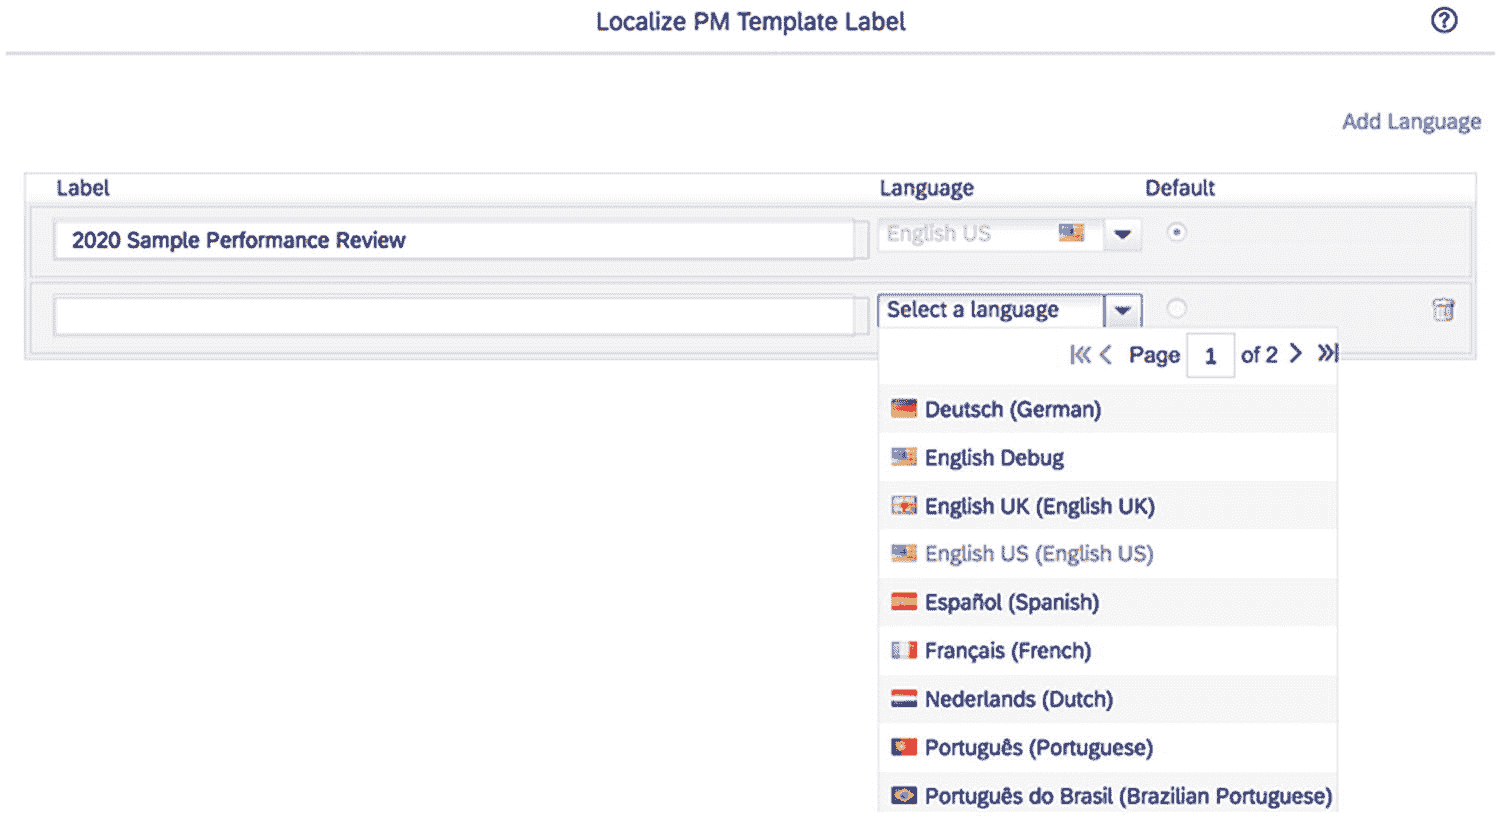 Localize PM Template Label
Add Language
Label Language Default
2020 Sample Performance Review English US
Select a language
Page 1 of 2
Deutsch (German)
English Debug
English UK (English UK)
English US (English US)
Español (Spanish)
Français (French)
Nederlands (Dutch)
Português (Portuguese)
Português do Brasil (Brazilian Portuguese)